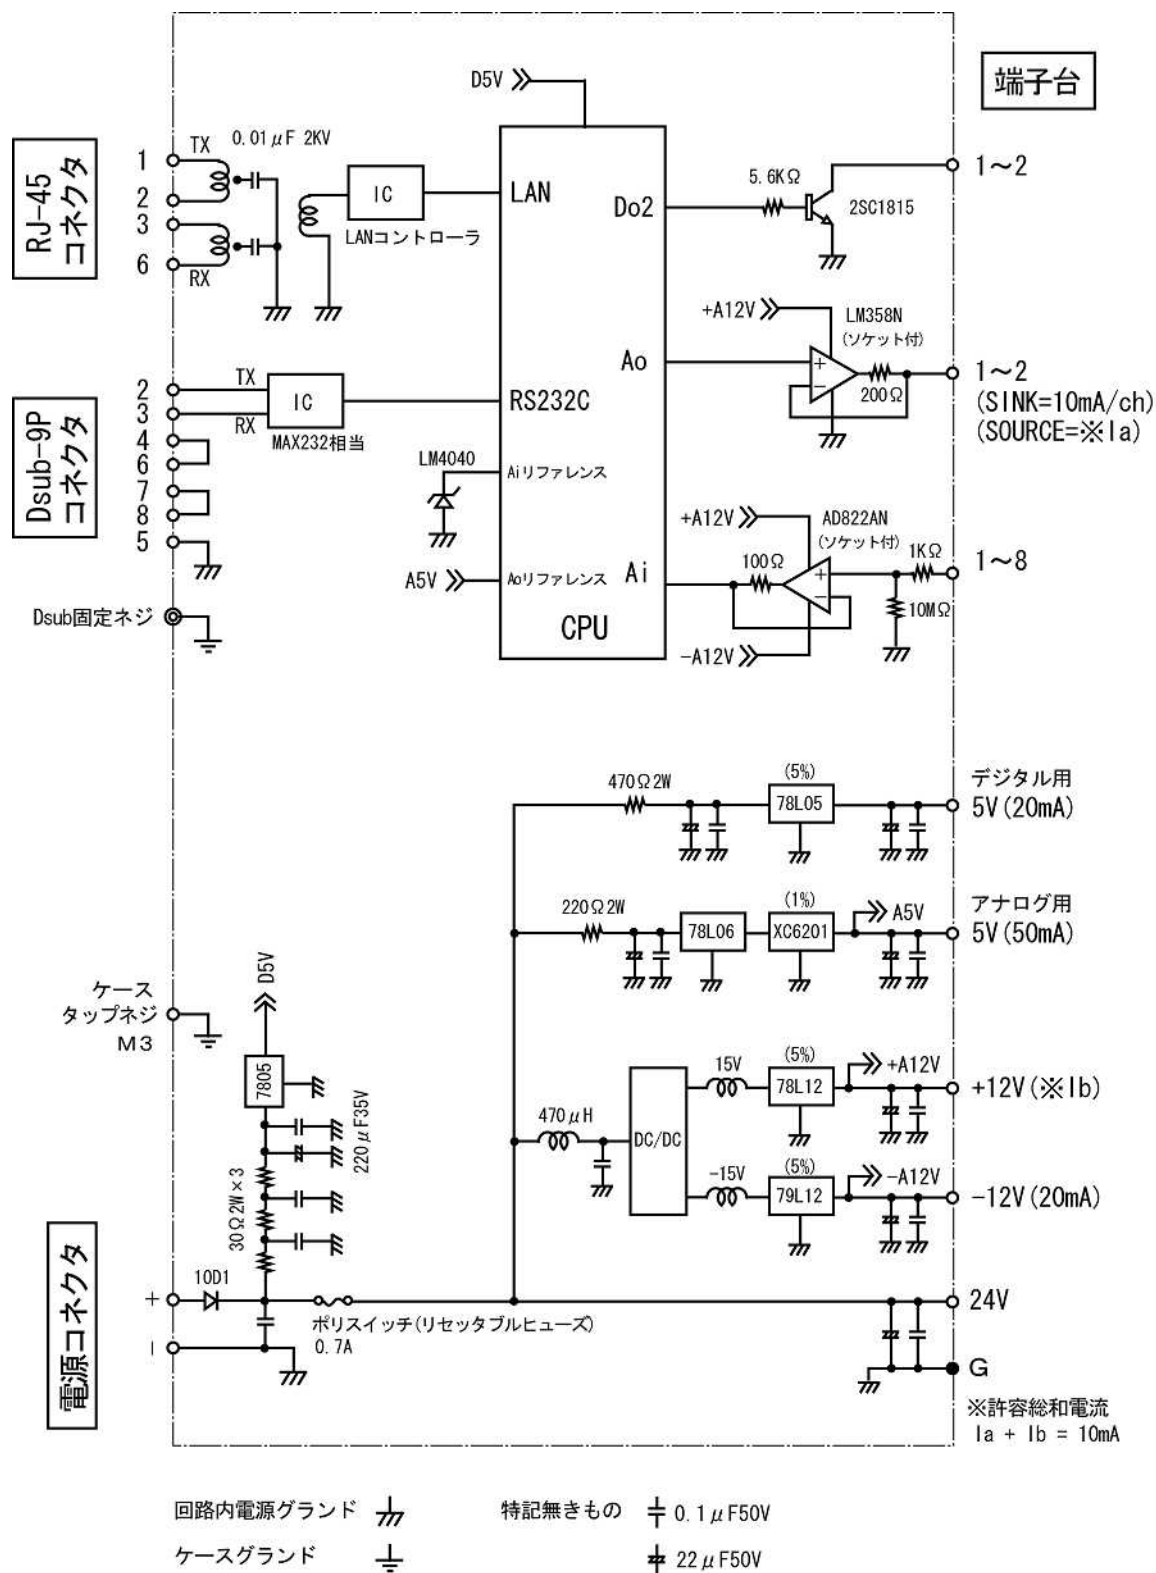 端子台
RJ-45
コネクタ
1
2
3
6
TX
RX
0.01μF 2KV
IC
LANコントローラ
D5V
LAN
Do2
5.6KΩ
2SC1815
1～2
+A12V
LM358N
(ソケット付)
Ao
+
−
200Ω
1～2
(SINK=10mA/ch)
(SOURCE=※Ia)
Dsub-9P
コネクタ
2
3
4
6
7
8
5
TX
RX
IC
MAX232相当
RS232C
LM4040
Aiリファレンス
A5V
Aoリファレンス
CPU
Ai
+A12V
AD822AN
(ソケット付)
100Ω
+
−
1KΩ
10MΩ
-A12V
1～8
Dsub固定ネジ
470Ω2W
(5%)
78L05
デジタル用
5V(20mA)
220Ω2W
78L06
(1%)
XC6201
A5V
アナログ用
5V(50mA)
ケース
タップネジ
M3
D5V
7805
220μF35V
30Ω2W×3
470μH
DC/DC
15V
(5%)
78L12
+A12V
+12V(※Ib)
-15V
(5%)
79L12
-A12V
-12V(20mA)
電源コネクタ
+
−
10D1
ポリスイッチ(リセッタブルヒューズ)
0.7A
24V
G
※許容総和電流
Ia + Ib = 10mA
回路内電源グランド
特記無きもの
0.1μF50V
ケースグランド
22μF50V